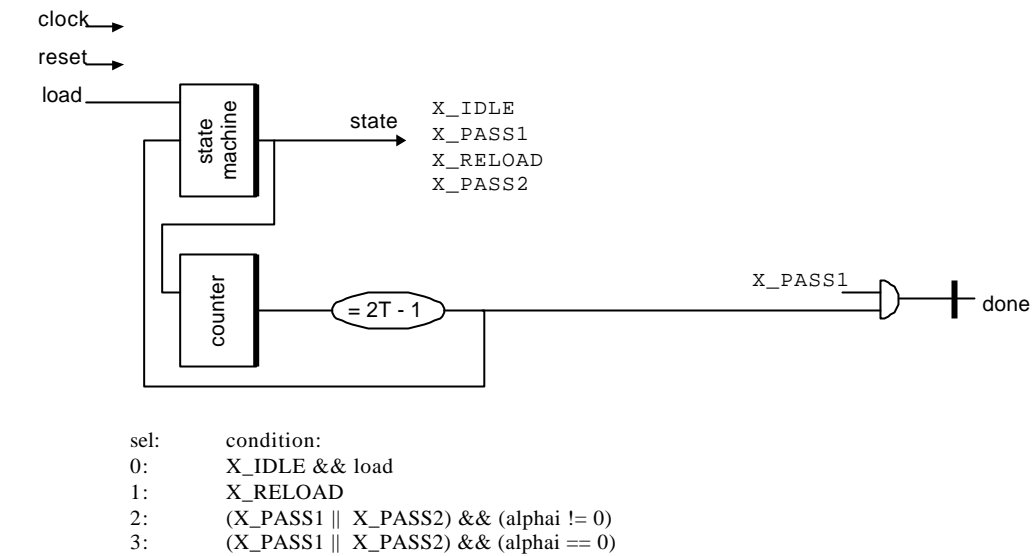 clock
reset
load
state machine
state
X_IDLE
X_PASS1
X_RELOAD
X_PASS2
counter
= 2T - 1
X_PASS1
done
sel: condition:
0: X_IDLE && load
1: X_RELOAD
2: (X_PASS1 || X_PASS2) && (alphai != 0)
3: (X_PASS1 || X_PASS2) && (alphai == 0)